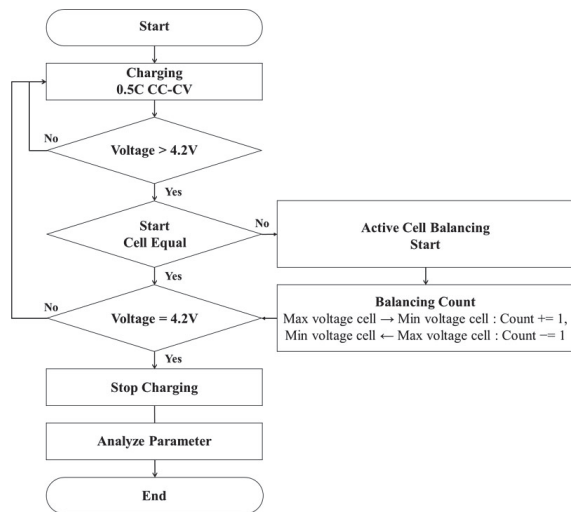 Start
Charging
0.5C CC-CV
No
Voltage > 4.2V
Yes
Start
Cell Equal
No
Active Cell Balancing
Start
Yes
Balancing Count
Max voltage cell → Min voltage cell : Count += 1,
Min voltage cell ← Max voltage cell : Count −= 1
No
Voltage = 4.2V
Yes
Stop Charging
Analyze Parameter
End